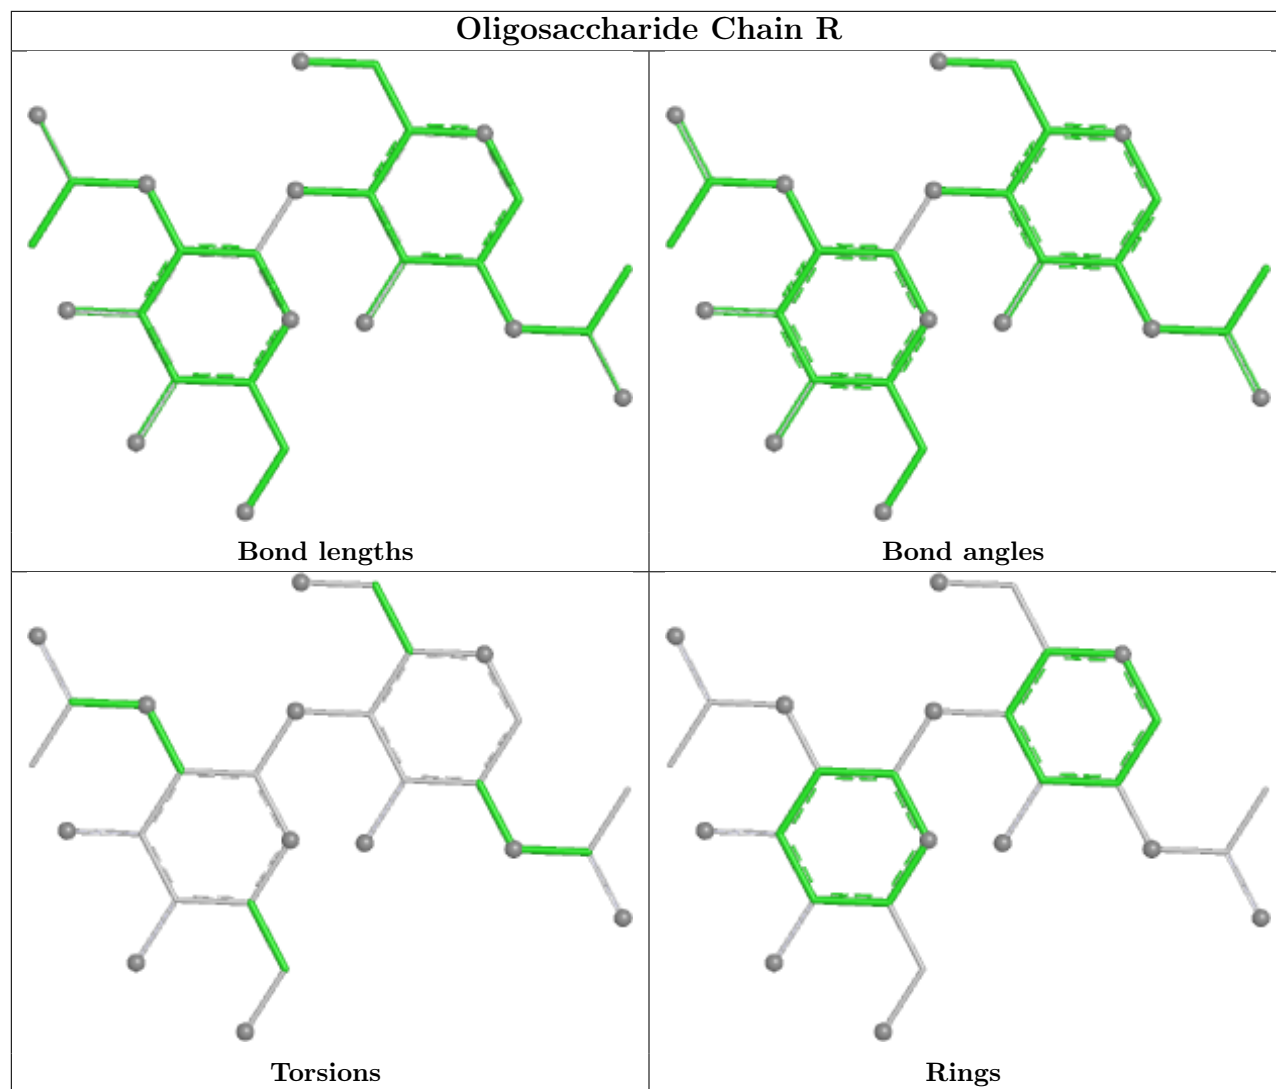 Oligosaccharide Chain R
Bond lengths
Bond angles
Torsions
Rings